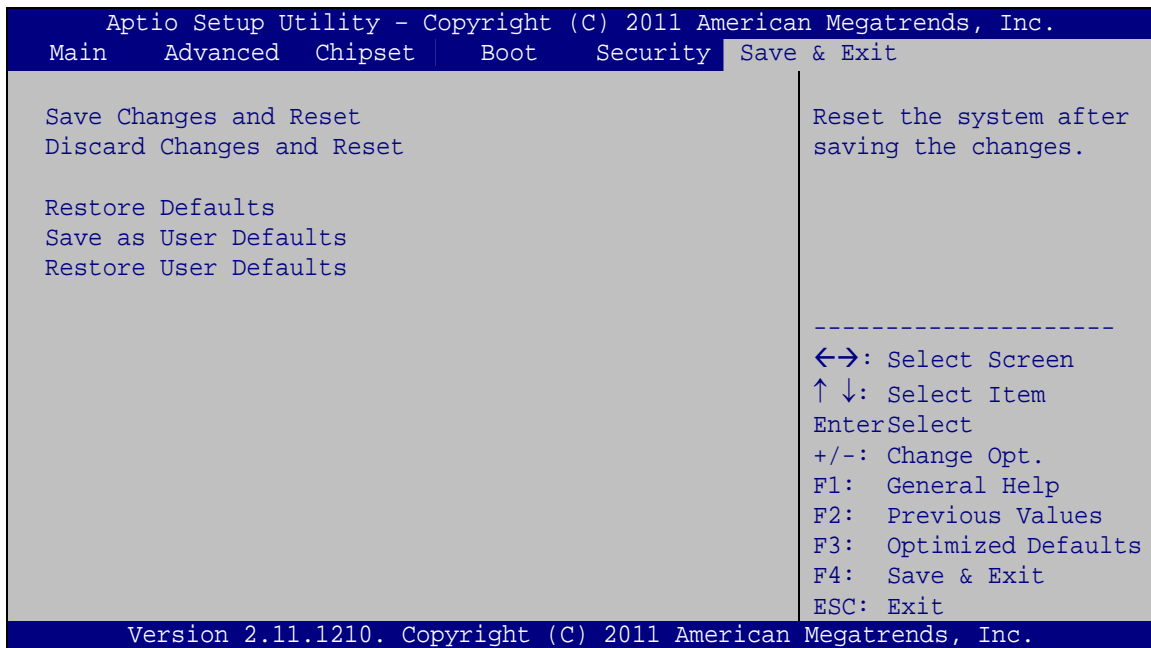 Aptio Setup Utility – Copyright (C) 2011 American Megatrends, Inc.
Main Advanced Chipset Boot Security Save & Exit
Save Changes and Reset
Discard Changes and Reset
Restore Defaults
Save as User Defaults
Restore User Defaults
Reset the system after
saving the changes.
---------------------
←→: Select Screen
↑ ↓: Select Item
EnterSelect
+/-: Change Opt.
F1: General Help
F2: Previous Values
F3: Optimized Defaults
F4: Save & Exit
ESC: Exit
Version 2.11.1210. Copyright (C) 2011 American Megatrends, Inc.